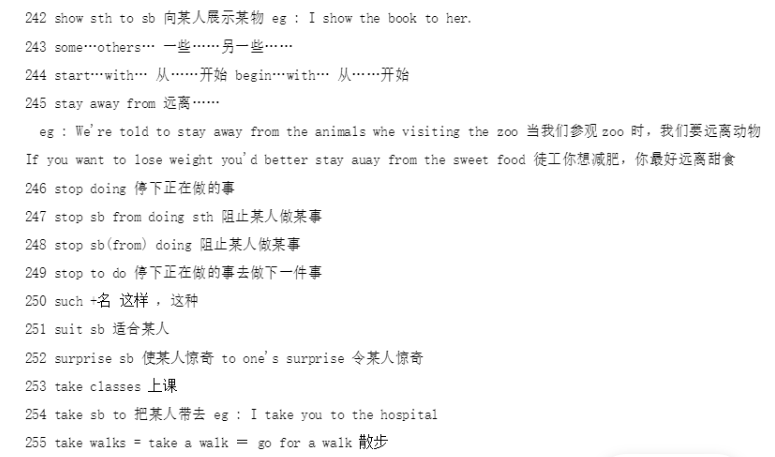 242 show sth to sb 向某人展示某物 eg : I show the book to her.
243 some…others… 一些……另一些……
244 start…with… 从……开始 begin…with… 从……开始
245 stay away from 远离……
eg : We're told to stay away from the animals whe visiting the zoo 当我们参观 zoo 时，我们要远离动物
If you want to lose weight you'd better stay auay from the sweet food 徒工你想减肥，你最好远离甜食
246 stop doing 停下正在做的事
247 stop sb from doing sth 阻止某人做某事
248 stop sb(from) doing 阻止某人做某事
249 stop to do 停下正在做的事去做下一件事
250 such +名 这样 ，这种
251 suit sb 适合某人
252 surprise sb 使某人惊奇 to one's surprise 令某人惊奇
253 take classes 上课
254 take sb to 把某人带去 eg : I take you to the hospital
255 take walks = take a walk ＝ go for a walk 散步